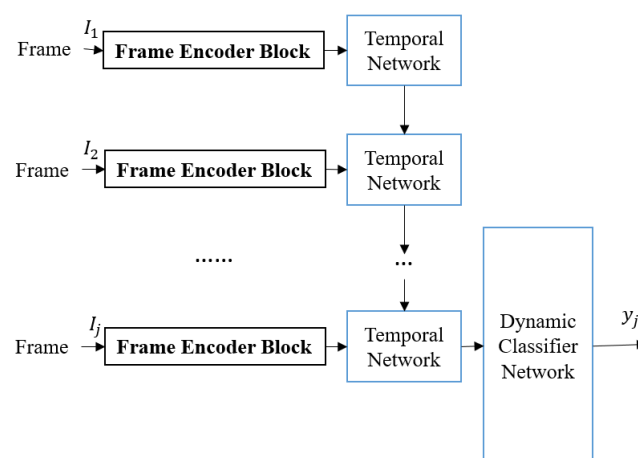 Frame I₁ Frame Encoder Block Temporal
Network
Frame I₂ Frame Encoder Block Temporal
Network
...... ...
Frame Iⱼ Frame Encoder Block Temporal
Network
Dynamic
Classifier
Network
yⱼ